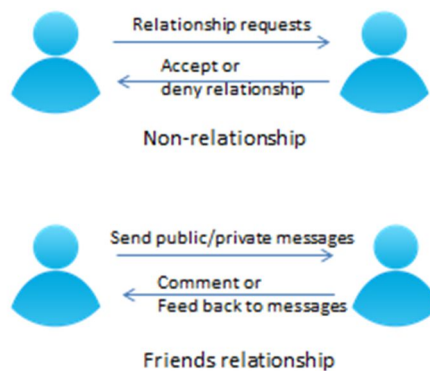 Relationship requests
Accept or
deny relationship
Non-relationship
Send public/private messages
Comment or
Feed back to messages
Friends relationship